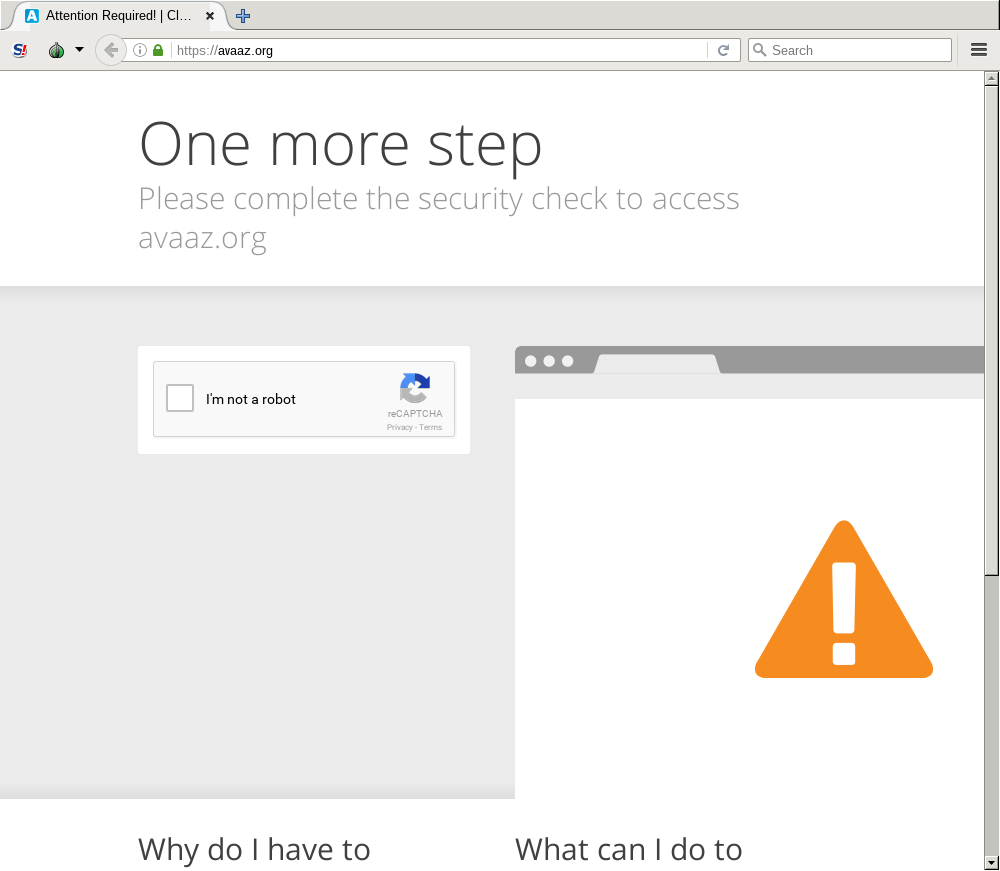 Attention Required! | Cl...
https://avaaz.org
Search
One more step
Please complete the security check to access
avaaz.org
I'm not a robot
reCAPTCHA
Privacy - Terms
Why do I have to
What can I do to